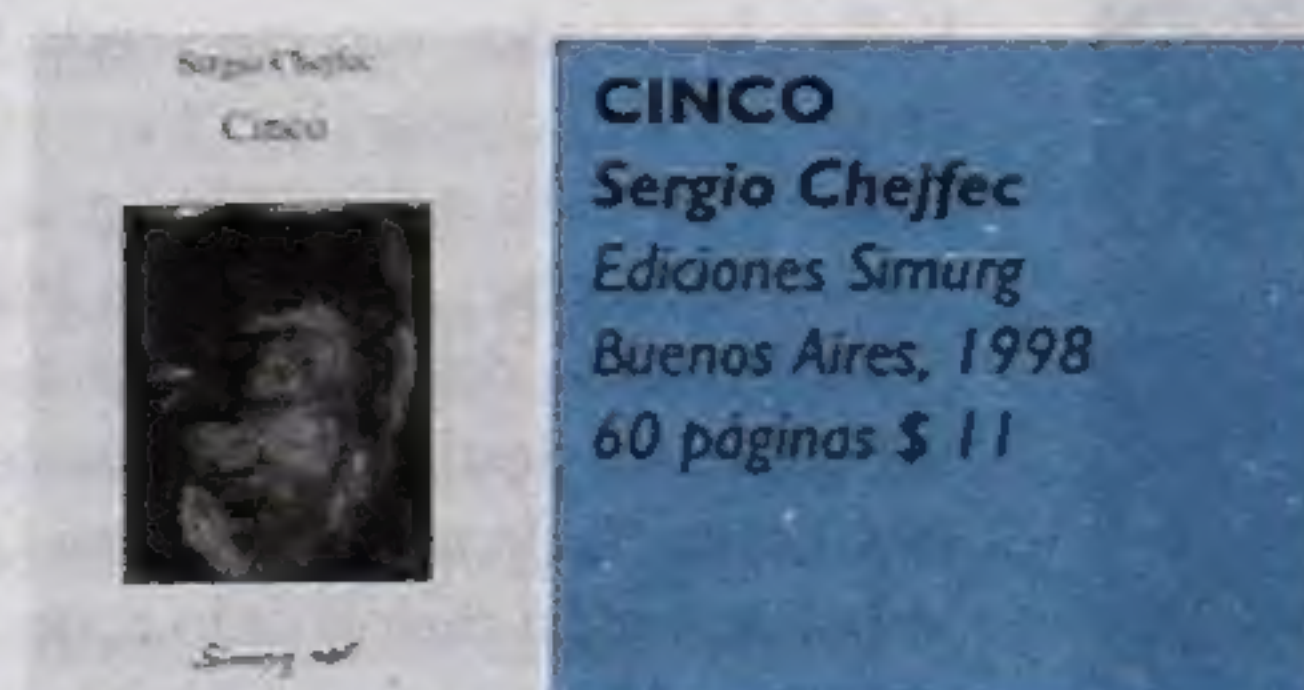 Sergio Chejfec
Cinco
Simurg
CINCO
Sergio Chejfec
Ediciones Simurg
Buenos Aires, 1998
60 páginas $ 11